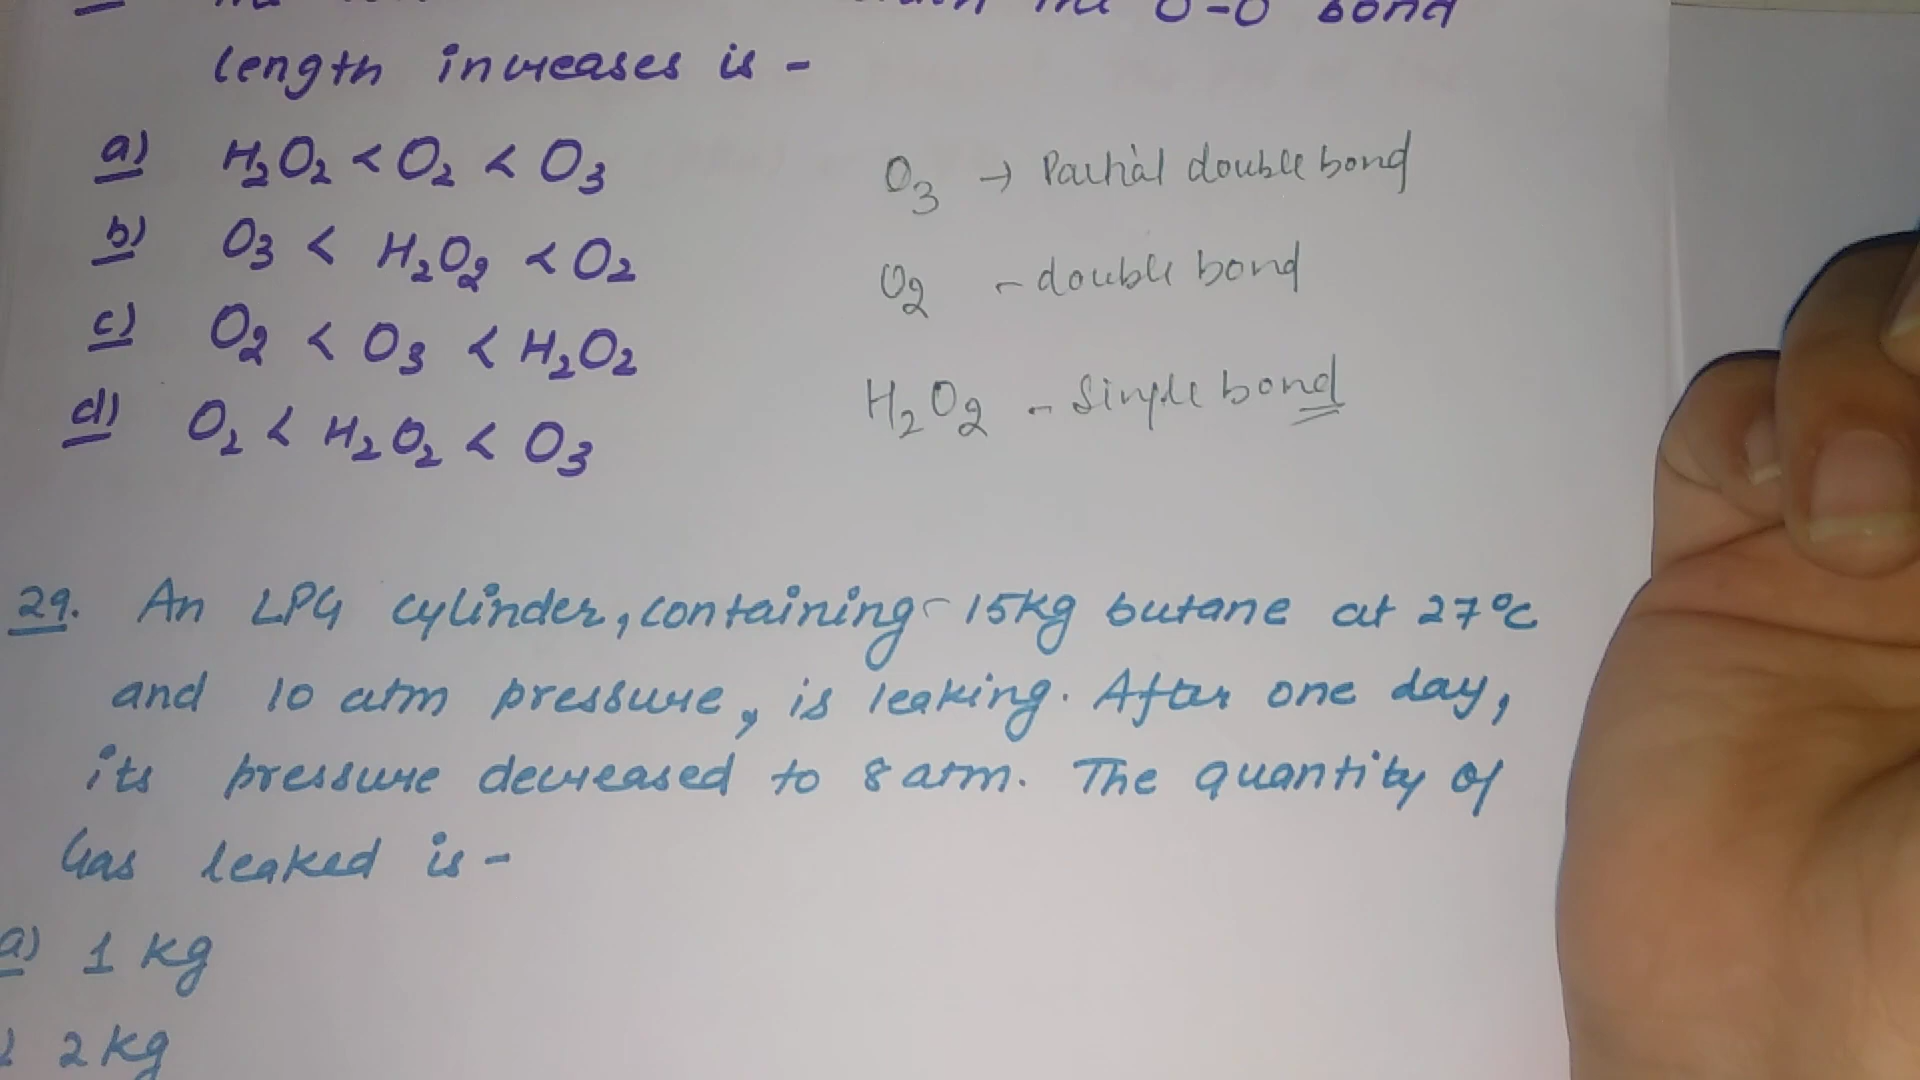 the O-O bond
length increases is -
a) H₂O₂ < O₂ < O₃
O₃ → Partial double bond
b) O₃ < H₂O₂ < O₂
O₂ - double bond
c) O₂ < O₃ < H₂O₂
H₂O₂ - Single bond
d) O₂ < H₂O₂ < O₃
29. An LPG cylinder, containing 15kg butane at 27°C
and 10 atm pressure, is leaking. After one day,
its pressure decreased to 8 atm. The quantity of
Gas leaked is -
a) 1 kg
2 kg